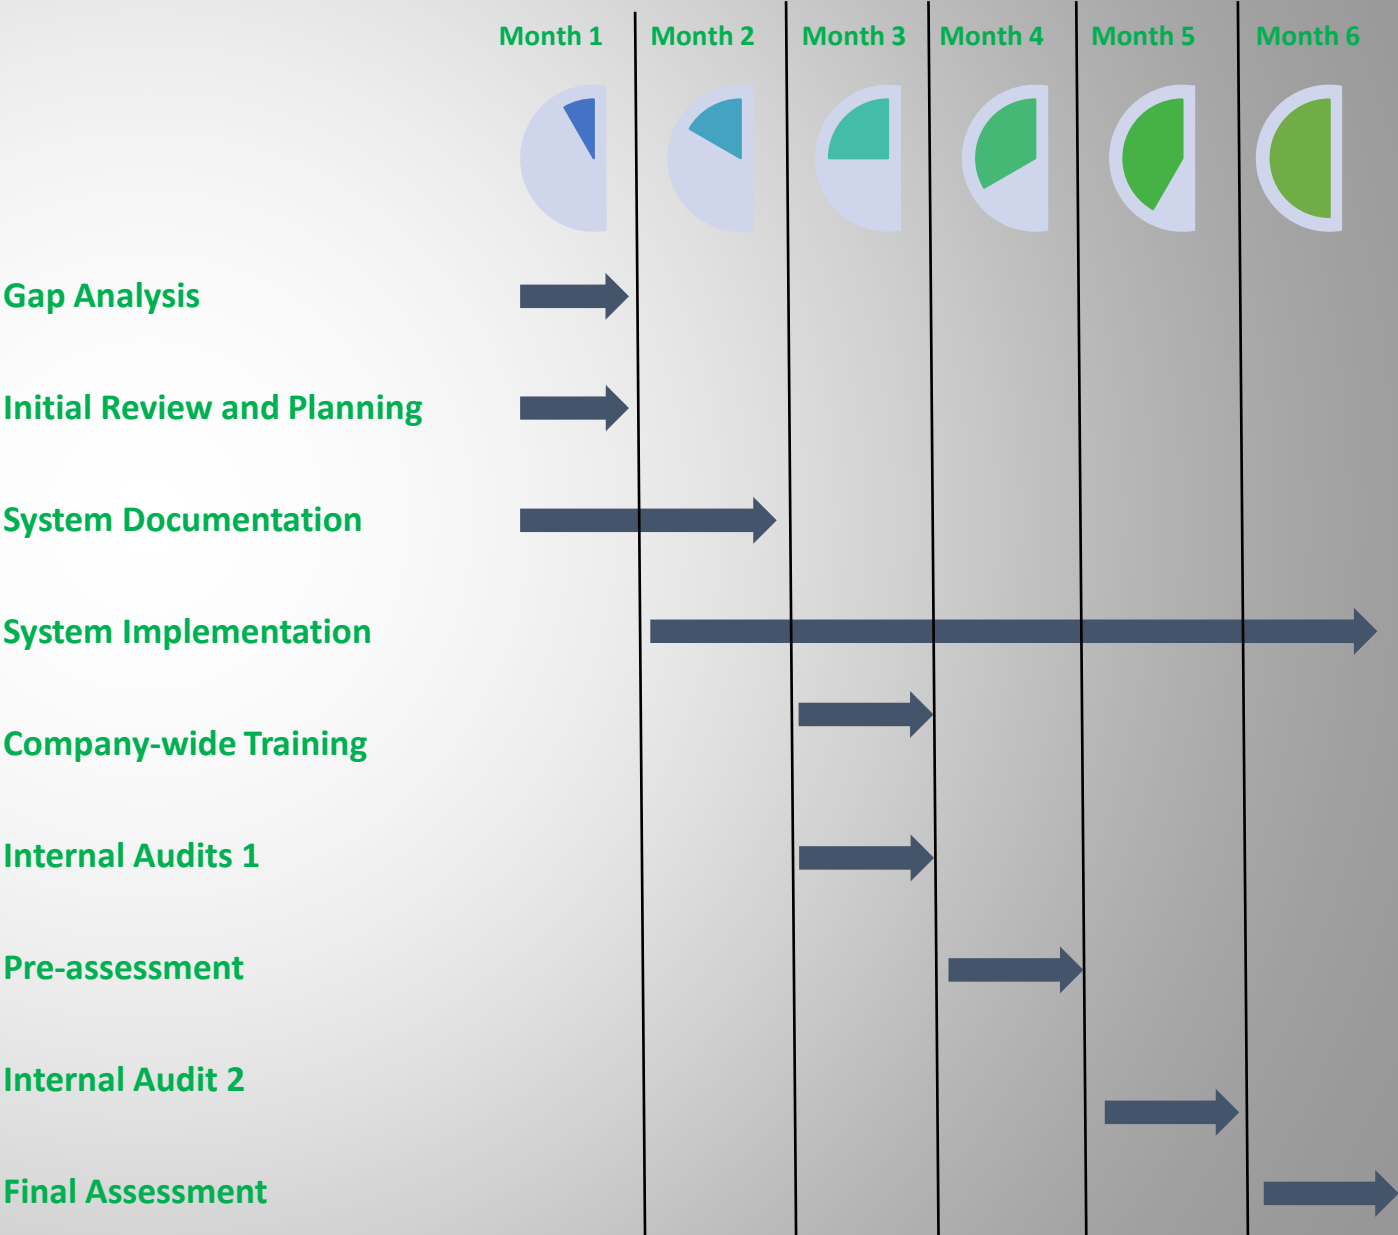 Month 1 Month 2 Month 3 Month 4 Month 5 Month 6
Gap Analysis
Initial Review and Planning
System Documentation
System Implementation
Company-wide Training
Internal Audits 1
Pre-assessment
Internal Audit 2
Final Assessment